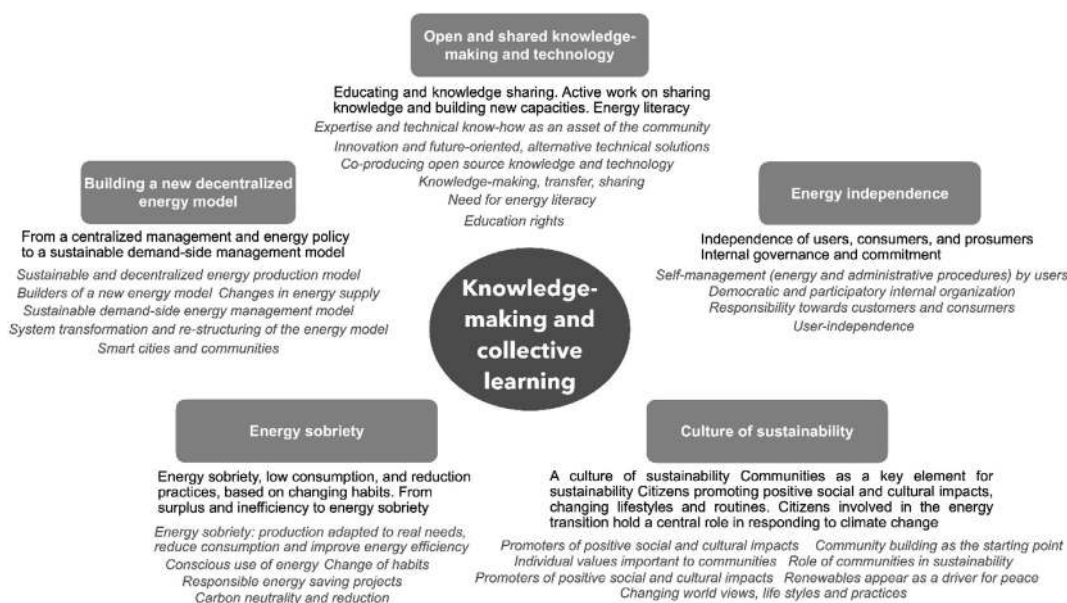 Open and shared knowledge-
making and technology
Educating and knowledge sharing. Active work on sharing
knowledge and building new capacities. Energy literacy
Expertise and technical know-how as an asset of the community
Innovation and future-oriented, alternative technical solutions
Co-producing open source knowledge and technology
Knowledge-making, transfer, sharing
Need for energy literacy
Education rights
Building a new decentralized
energy model
From a centralized management and energy policy
to a sustainable demand-side management model
Sustainable and decentralized energy production model
Builders of a new energy model Changes in energy supply
Sustainable demand-side energy management model
System transformation and re-structuring of the energy model
Smart cities and communities
Energy independence
Independence of users, consumers, and prosumers
Internal governance and commitment
Self-management (energy and administrative procedures) by users
Democratic and participatory internal organization
Responsibility towards customers and consumers
User-independence
Knowledge-
making and
collective
learning
Energy sobriety
Energy sobriety, low consumption, and reduction
practices, based on changing habits. From
surplus and inefficiency to energy sobriety
Energy sobriety: production adapted to real needs,
reduce consumption and improve energy efficiency
Conscious use of energy Change of habits
Responsible energy saving projects
Carbon neutrality and reduction
Culture of sustainability
A culture of sustainability Communities as a key element for
sustainability Citizens promoting positive social and cultural impacts,
changing lifestyles and routines. Citizens involved in the energy
transition hold a central role in responding to climate change
Promoters of positive social and cultural impacts Community building as the starting point
Individual values important to communities Role of communities in sustainability
Promoters of positive social and cultural impacts Renewables appear as a driver for peace
Changing world views, life styles and practices